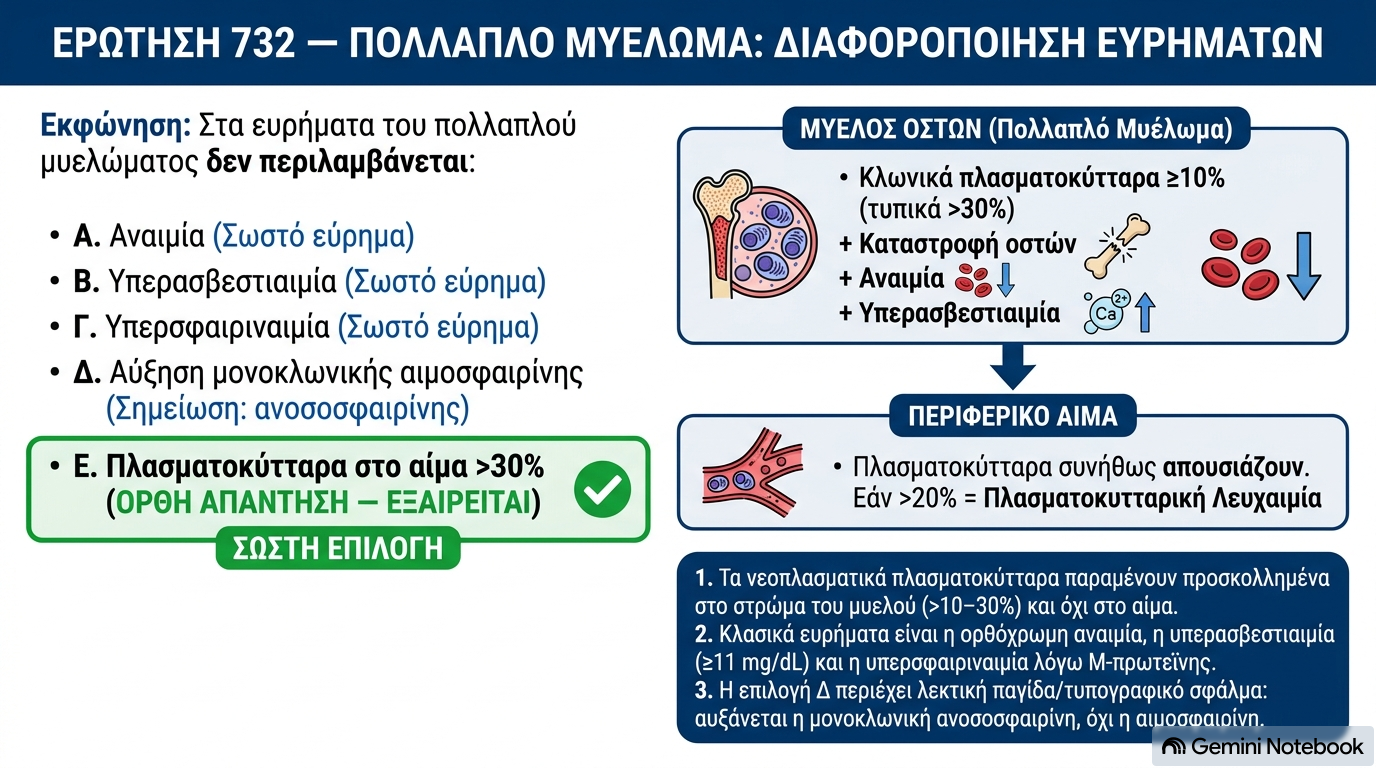 ΕΡΩΤΗΣΗ 732 — ΠΟΛΛΑΠΛΟ ΜΥΕΛΩΜΑ: ΔΙΑΦΟΡΟΠΟΙΗΣΗ ΕΥΡΗΜΑΤΩΝ
Εκφώνηση: Στα ευρήματα του πολλαπλού
μυελώματος δεν περιλαμβάνεται:
• Α. Αναιμία (Σωστό εύρημα)
• Β. Υπερασβεστιαιμία (Σωστό εύρημα)
• Γ. Υπερσφαιριναιμία (Σωστό εύρημα)
• Δ. Αύξηση μονοκλωνικής αιμοσφαιρίνης
(Σημείωση: ανοσοσφαιρίνης)
• Ε. Πλασματοκύτταρα στο αίμα >30%
(ΟΡΘΗ ΑΠΑΝΤΗΣΗ — ΕΞΑΙΡΕΙΤΑΙ)
ΣΩΣΤΗ ΕΠΙΛΟΓΗ
ΜΥΕΛΟΣ ΟΣΤΩΝ (Πολλαπλό Μυέλωμα)
• Κλωνικά πλασματοκύτταρα ≥10%
(τυπικά >30%)
+ Καταστροφή οστών
+ Αναιμία
+ Υπερασβεστιαιμία
Ca 2+
ΠΕΡΙΦΕΡΙΚΟ ΑΙΜΑ
• Πλασματοκύτταρα συνήθως απουσιάζουν.
Εάν >20% = Πλασματοκυτταρική Λευχαιμία
1. Τα νεοπλασματικά πλασματοκύτταρα παραμένουν προσκολλημένα
στο στρώμα του μυελού (>10–30%) και όχι στο αίμα.
2. Κλασικά ευρήματα είναι η ορθόχρωμη αναιμία, η υπερασβεστιαιμία
(≥11 mg/dL) και η υπερσφαιριναιμία λόγω Μ-πρωτεΐνης.
3. Η επιλογή Δ περιέχει λεκτική παγίδα/τυπογραφικό σφάλμα:
αυξάνεται η μονοκλωνική ανοσοσφαιρίνη, όχι η αιμοσφαιρίνη.
Gemini Notebook